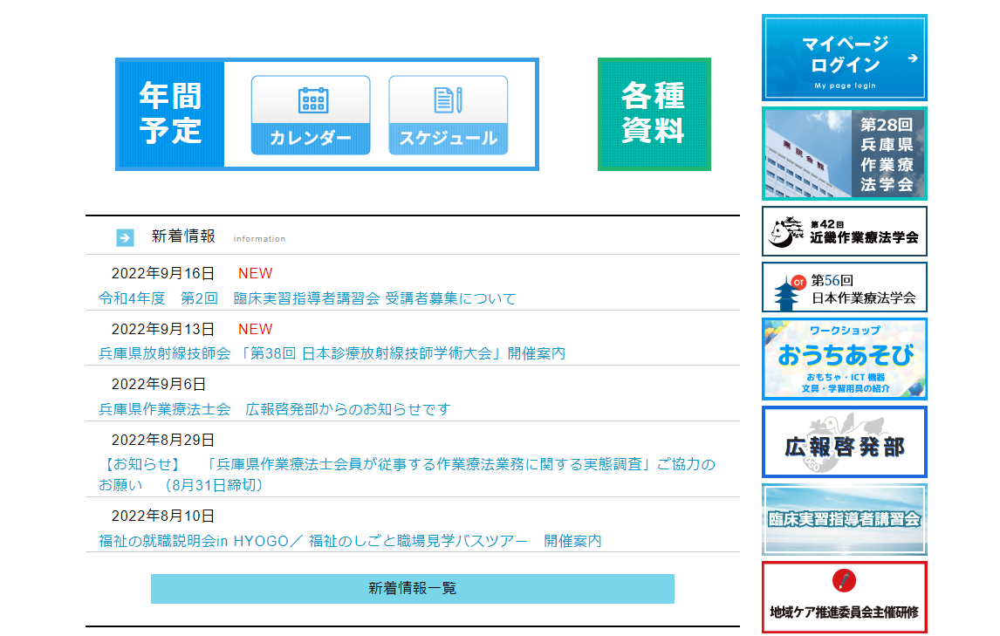 年間
予定
カレンダー
スケジュール
各種
資料
新着情報 information
2022年9月16日 NEW
令和4年度　第2回　臨床実習指導者講習会 受講者募集について
2022年9月13日 NEW
兵庫県放射線技師会 「第38回 日本診療放射線技師学術大会」開催案内
2022年9月6日
兵庫県作業療法士会　広報啓発部からのお知らせです
2022年8月29日
【お知らせ】　「兵庫県作業療法士会員が従事する作業療法業務に関する実態調査」ご協力の
お願い　（8月31日締切）
2022年8月10日
福祉の就職説明会in HYOGO／ 福祉のしごと職場見学バスツアー　開催案内
新着情報一覧
マイページ
ログイン
My page login
県民会館
第28回
兵庫県
作業療
法学会
第42回
近畿作業療法学会
OT
第56回
日本作業療法学会
ワークショップ
おうちあそび
おもちゃ・ICT 機器
文具・学習用具の紹介
広報啓発部
臨床実習指導者講習会
地域ケア推進委員会主催研修